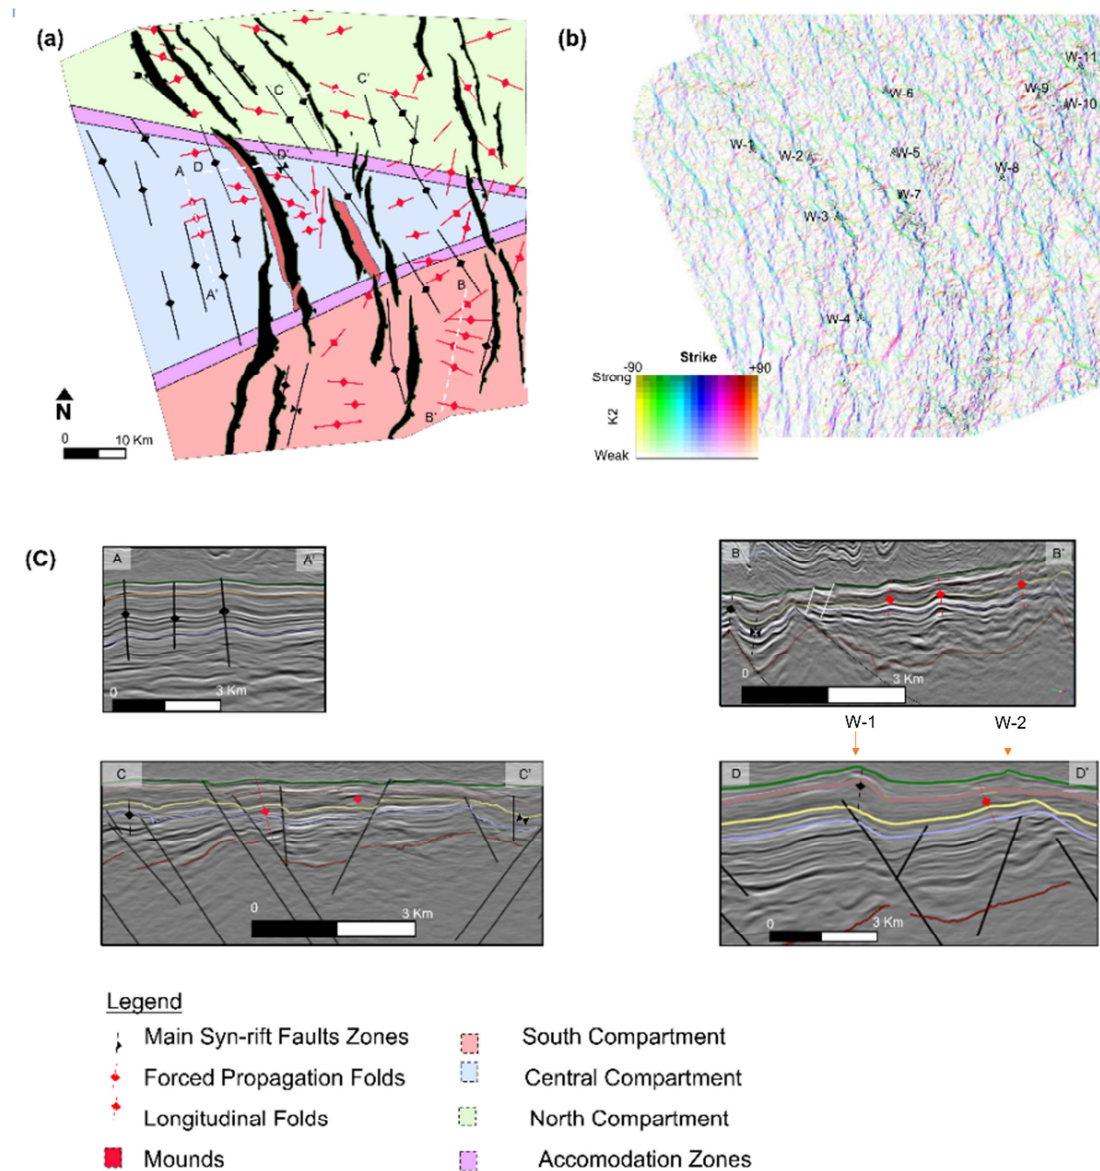 (a)
C'
C
D'
D
A
A'
B
B'
N
0 10 Km
(b)
W-11
W-9
W-6
W-10
W-1
W-2
W-5
W-8
W-7
W-3
W-4
Strike
-90 +90
Strong
K2
Weak
(C)
A A'
0 3 Km
B B'
0 3 Km
C C'
0 3 Km
W-1 W-2
D D'
0 3 Km
Legend
Main Syn-rift Faults Zones
Forced Propagation Folds
Longitudinal Folds
Mounds
South Compartment
Central Compartment
North Compartment
Accomodation Zones